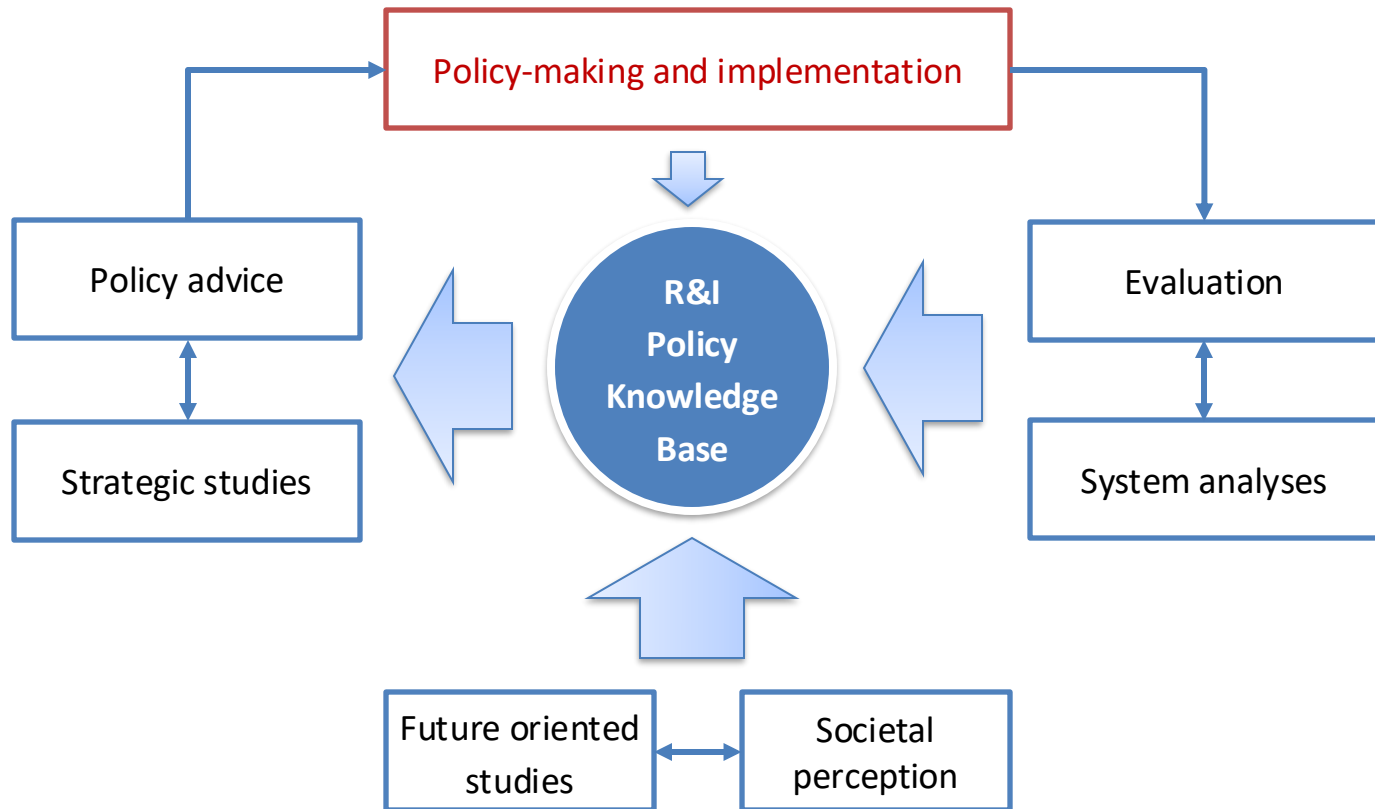 Policy-making and implementation
Policy advice
Strategic studies
R&I
Policy
Knowledge
Base
Evaluation
System analyses
Future oriented
studies
Societal
perception